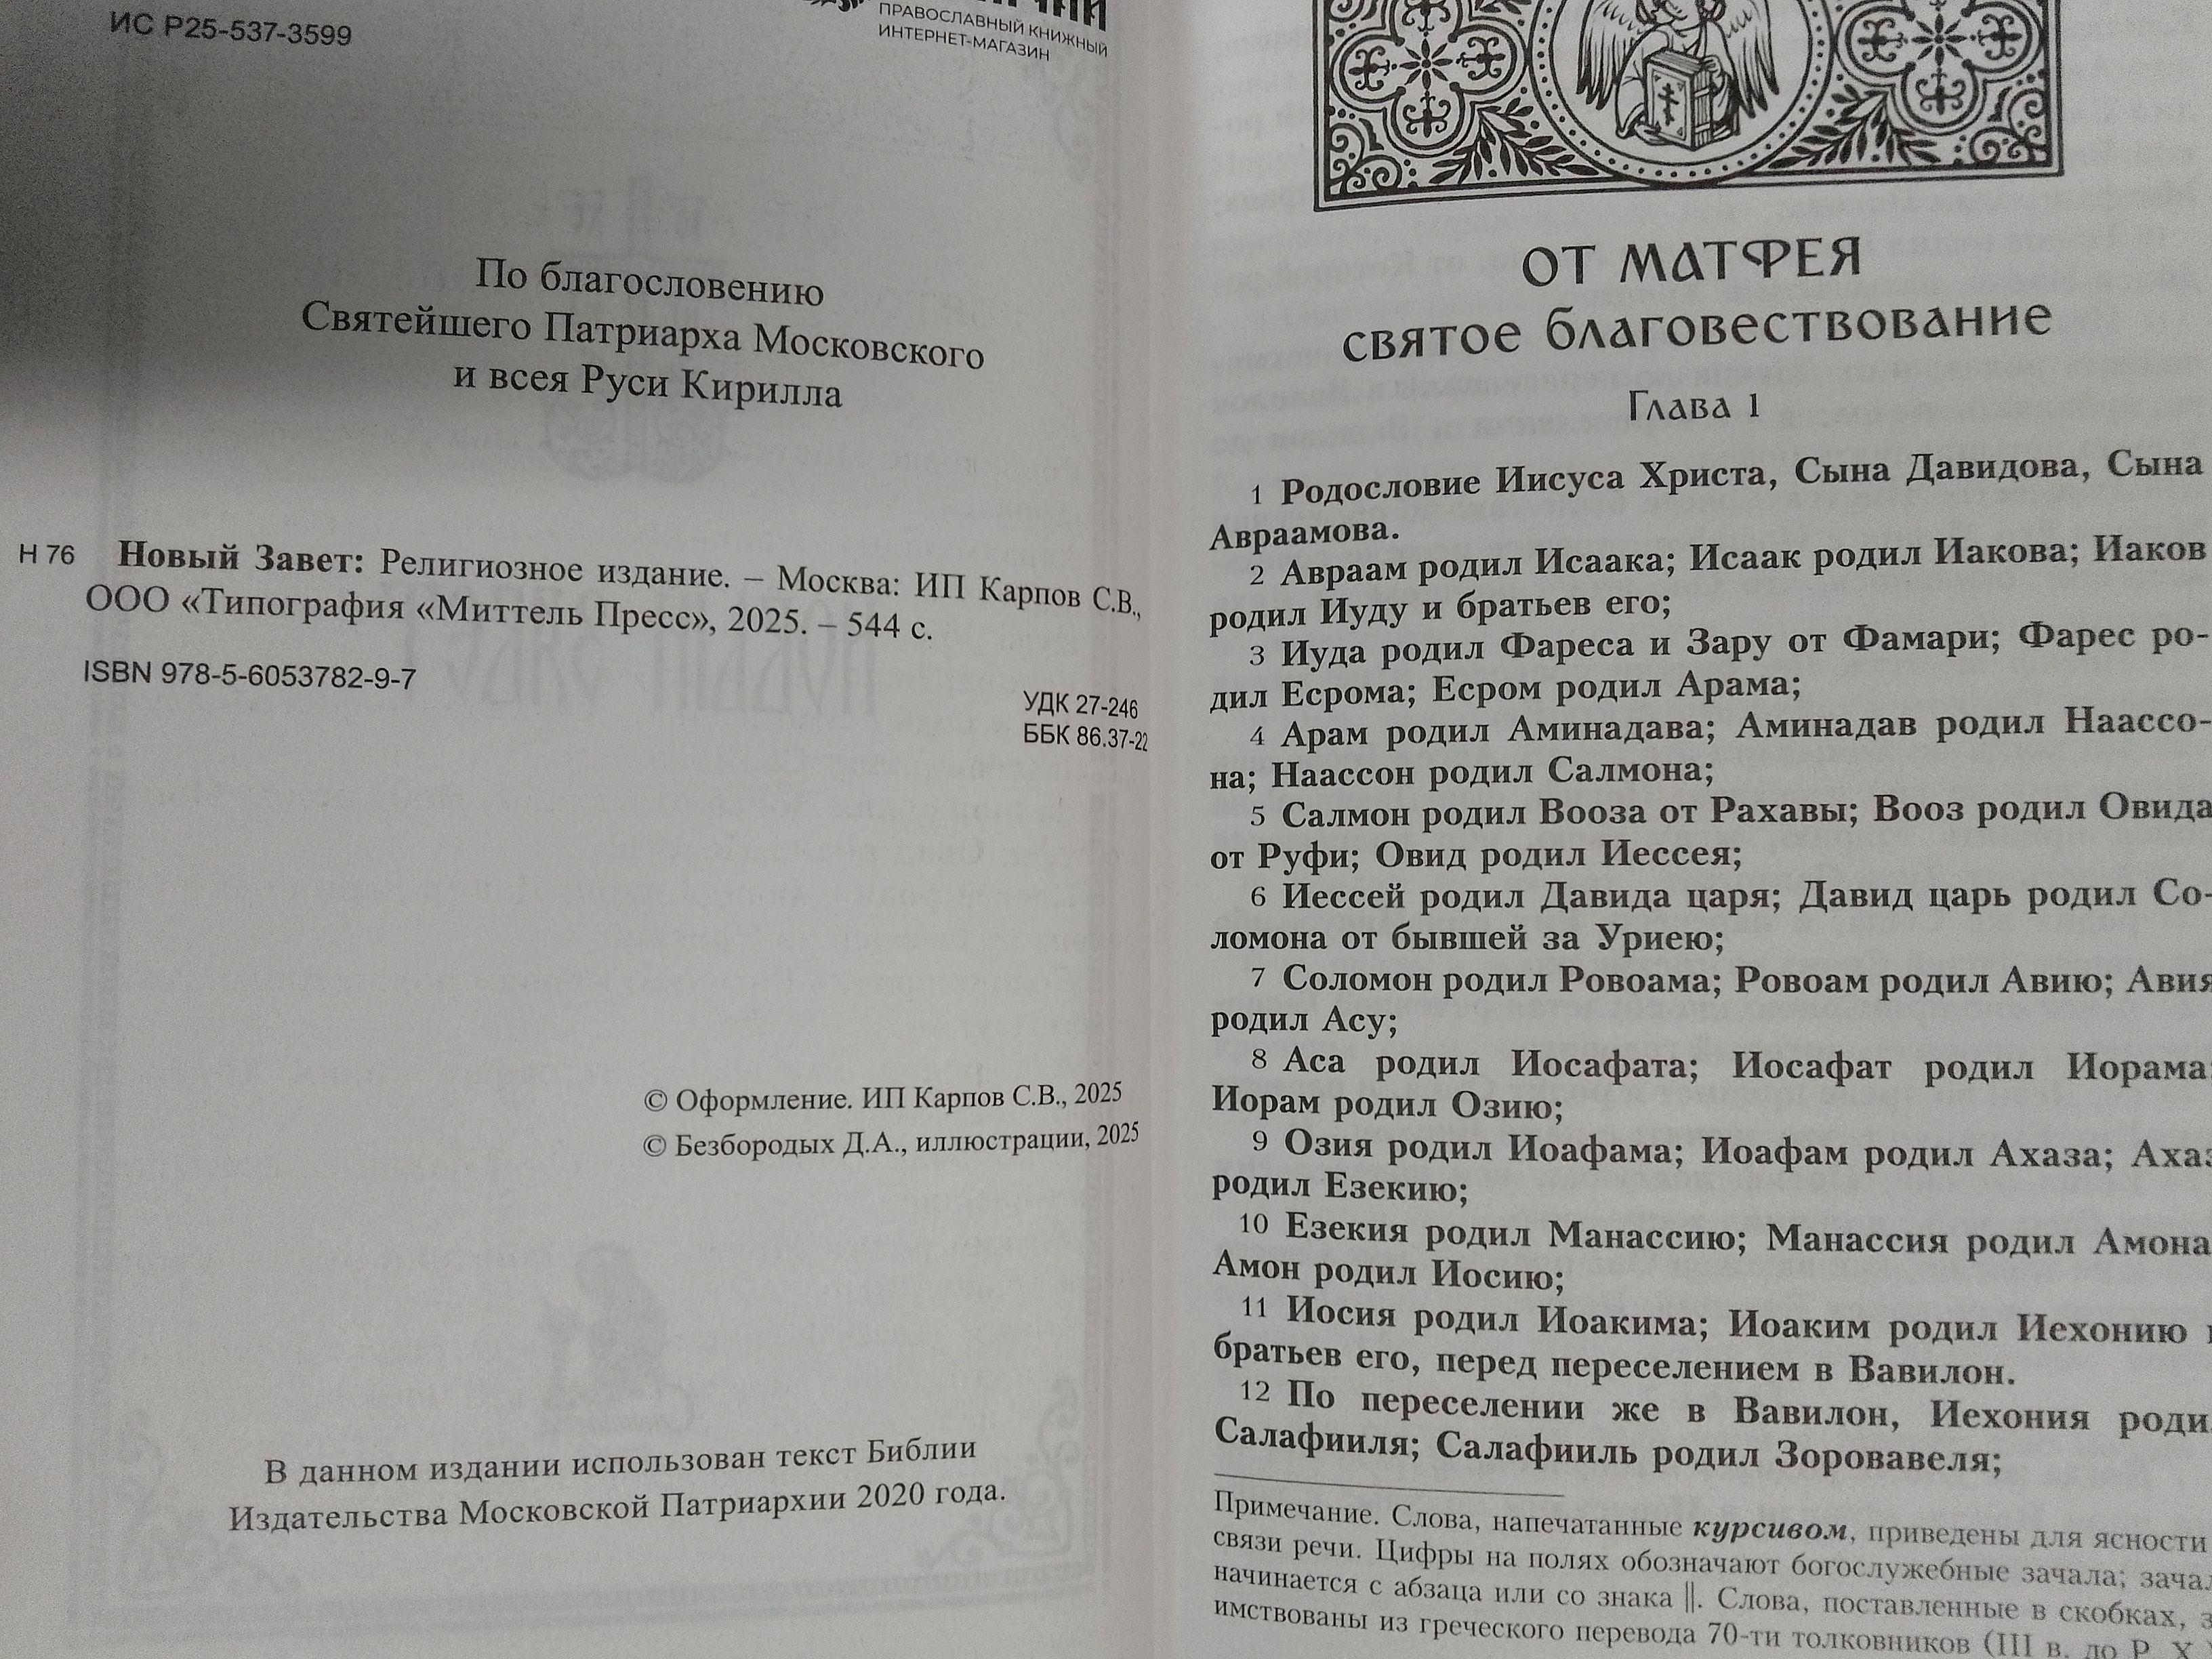 ИС Р25-537-3599
ПРАВОСЛАВНЫЙ КНИЖНЫЙ
ИНТЕРНЕТ-МАГАЗИН
По благословению
Святейшего Патриарха Московского
и всея Руси Кирилла
Н 76 Новый Завет: Религиозное издание. – Москва: ИП Карпов С.В.,
ООО «Типография «Миттель Пресс», 2025. – 544 с.
ISBN 978-5-6053782-9-7
УДК 27-246
ББК 86.37-22
© Оформление. ИП Карпов С.В., 2025
© Безбородых Д.А., иллюстрации, 2025
В данном издании использован текст Библии
Издательства Московской Патриархии 2020 года.
ОТ МАТФЕЯ
святое благовествование
Глава 1
1 Родословие Иисуса Христа, Сына Давидова, Сына
Авраамова.
2 Авраам родил Исаака; Исаак родил Иакова; Иаков
родил Иуду и братьев его;
3 Иуда родил Фареса и Зару от Фамари; Фарес ро-
дил Есрома; Есром родил Арама;
4 Арам родил Аминадава; Аминадав родил Наассо-
на; Наассон родил Салмона;
5 Салмон родил Вооза от Рахавы; Вооз родил Овида
от Руфи; Овид родил Иессея;
6 Иессей родил Давида царя; Давид царь родил Со-
ломона от бывшей за Уриею;
7 Соломон родил Ровоама; Ровоам родил Авию; Авия
родил Асу;
8 Аса родил Иосафата; Иосафат родил Иорама;
Иорам родил Озию;
9 Озия родил Иоафама; Иоафам родил Ахаза; Ахаз
родил Езекию;
10 Езекия родил Манассию; Манассия родил Амона
Амон родил Иосию;
11 Иосия родил Иоакима; Иоаким родил Иехонию
братьев его, перед переселением в Вавилон.
12 По переселении же в Вавилон, Иехония
Салафииля; Салафииль родил Зоровавеля;
Примечание. Слова, напечатанные курсивом, приведены для ясности
связи речи. Цифры на полях обозначают богослужебные зачала;
начинается с абзаца или со знака ||. Слова, поставленные в скобках,
имствованы из греческого перевода 70-ти толковников (III в. до Р. Х.